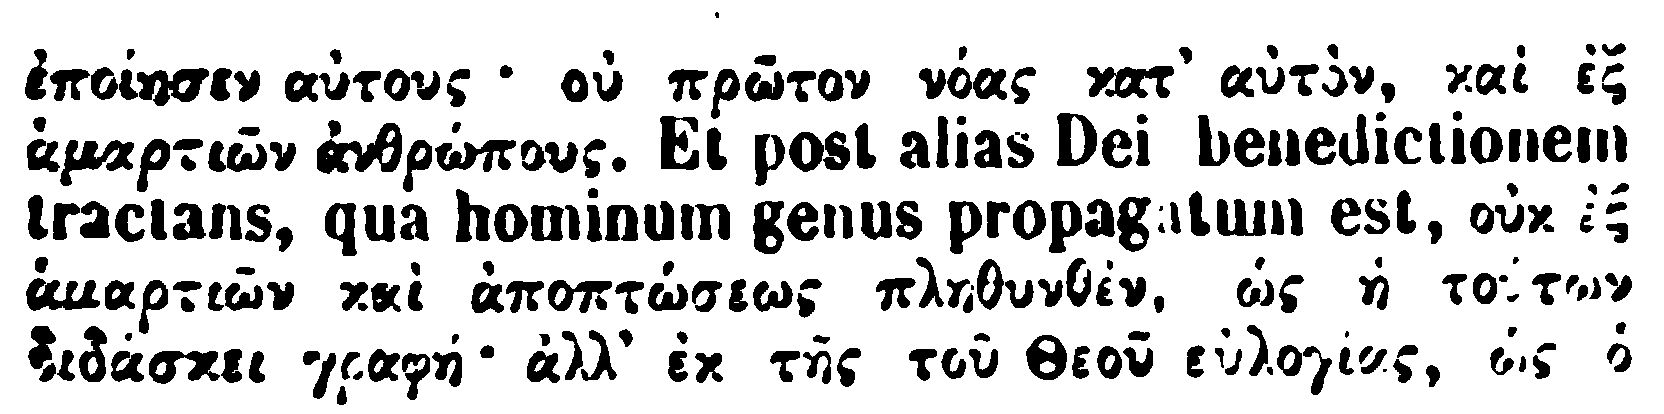 ἐποίησεν αὐτους · οὐ πρῶτον νόας κατ' αὐτὸν, καὶ ἐξ
ἁμαρτιῶν ἀνθρώπους. Et post alias Dei benedictionem
tractans, qua hominum genus propagatum est, οὐκ ἐξ
ἁμαρτιῶν καὶ ἀποπτώσεως πληθυνθὲν, ὡς ἡ τούτων
διδάσκει γραφή· ἀλλ' ἐκ τῆς τοῦ Θεοῦ εὐλογίας, ὡς ὁ